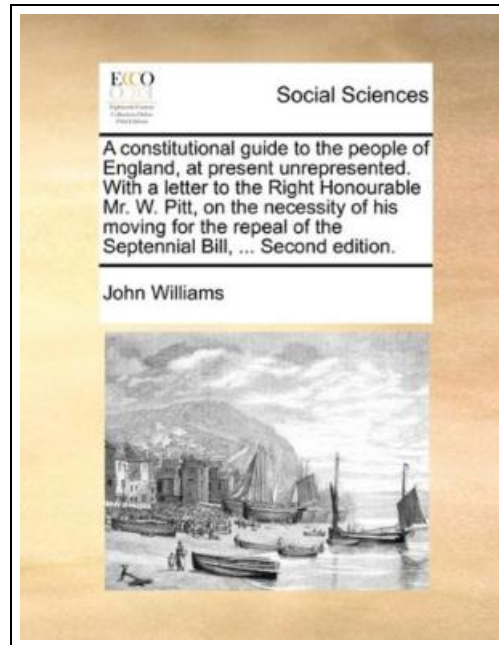 ECCO
Social Sciences
A constitutional guide to the people of
England, at present unrepresented.
With a letter to the Right Honourable
Mr. W. Pitt, on the necessity of his
moving for the repeal of the
Septennial Bill, ... Second edition.
John Williams